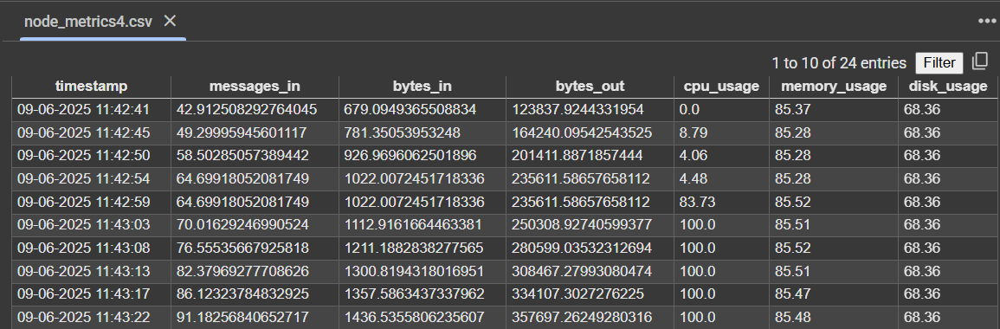 node_metrics4.csv
1 to 10 of 24 entries Filter
timestamp messages_in bytes_in bytes_out cpu_usage memory_usage disk_usage
09-06-2025 11:42:41 42.912508292764045 679.0949365508834 123837.9244331954 0.0 85.37 68.36
09-06-2025 11:42:45 49.29995945601117 781.35053953248 164240.09542543525 8.79 85.28 68.36
09-06-2025 11:42:50 58.50285057389442 926.9696062501896 201411.8871857444 4.06 85.28 68.36
09-06-2025 11:42:54 64.69918052081749 1022.0072451718336 235611.58657658112 4.48 85.28 68.36
09-06-2025 11:42:59 64.69918052081749 1022.0072451718336 235611.58657658112 83.73 85.52 68.36
09-06-2025 11:43:03 70.01629246990524 1112.9161664463381 250308.92740599377 100.0 85.51 68.36
09-06-2025 11:43:08 76.55535667925818 1211.1882838277565 280599.03532312694 100.0 85.52 68.36
09-06-2025 11:43:13 82.37969277708626 1300.8194318016951 308467.27993080474 100.0 85.51 68.36
09-06-2025 11:43:17 86.12323784832925 1357.5863437337962 334107.3027276225 100.0 85.47 68.36
09-06-2025 11:43:22 91.18256840652717 1436.5355806235607 357697.26249280316 100.0 85.48 68.36